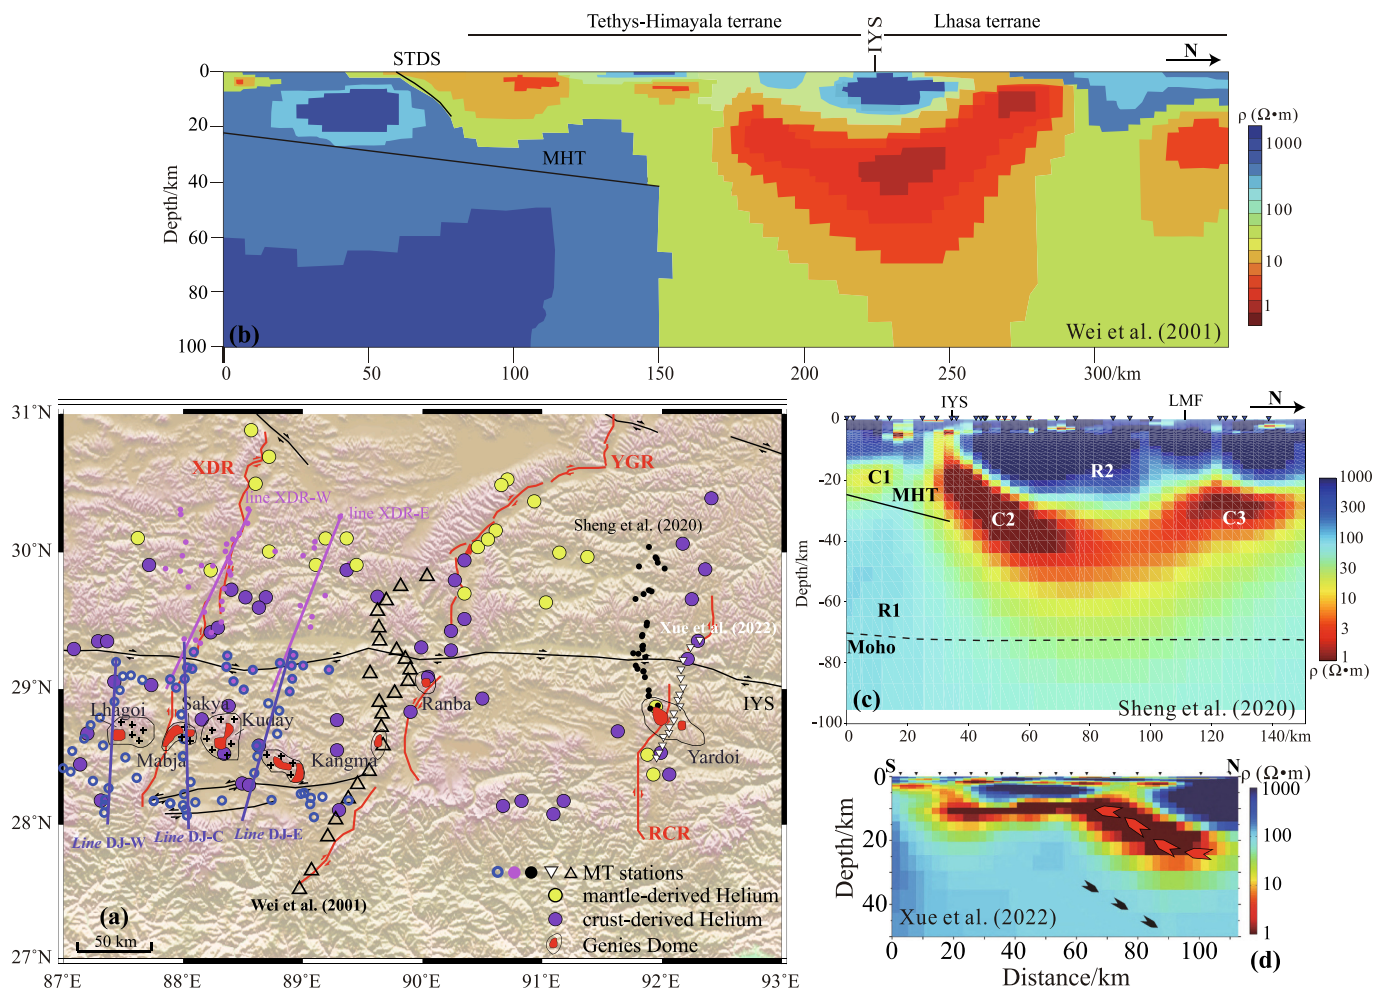 Tethys-Himayala terrane
IYS
Lhasa terrane
N
STDS
0
20
40
60
80
100
Depth/km
MHT
(b)
Wei et al. (2001)
0
50
100
150
200
250
300/km
ρ (Ω•m)
1000
100
10
1
31°N
30°N
29°N
28°N
27°N
87°E
88°E
89°E
90°E
91°E
92°E
93°E
XDR
YGR
line XDR-W
line XDR-E
Sheng et al. (2020)
Xue et al. (2022)
IYS
Lhagoi
Sakya
Kuday
Mabja
Kangma
Ranba
Yardoi
RCR
Line DJ-W
Line DJ-C
Line DJ-E
Wei et al. (2001)
MT stations
mantle-derived Helium
crust-derived Helium
Genies Dome
(a)
50 km
IYS
LMF
N
0
-20
-40
-60
-80
-100
Depth/km
C1
MHT
C2
R2
C3
R1
Moho
(c)
Sheng et al. (2020)
0
20
40
60
80
100
120
140/km
1000
300
100
30
10
3
1
ρ (Ω•m)
S
N
0
20
40
Depth/km
Xue et al. (2022)
0
20
40
60
80
100
Distance/km
ρ (Ω•m)
1000
100
10
1
(d)